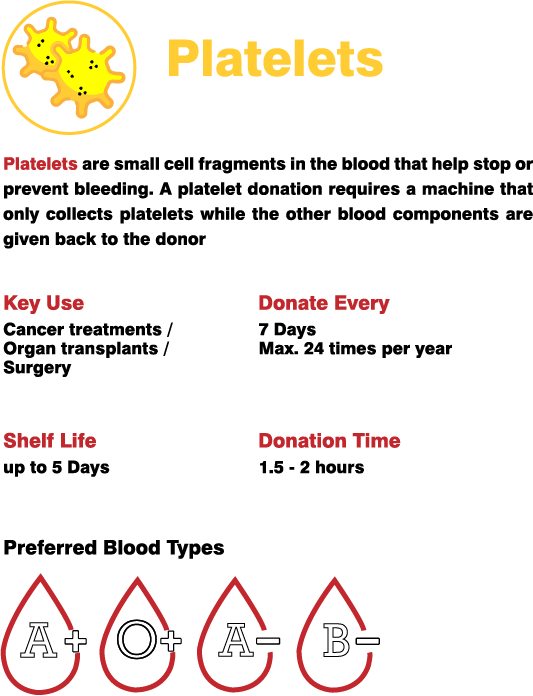 Platelets
Platelets are small cell fragments in the blood that help stop or
prevent bleeding. A platelet donation requires a machine that
only collects platelets while the other blood components are
given back to the donor
Key Use
Cancer treatments /
Organ transplants /
Surgery
Donate Every
7 Days
Max. 24 times per year
Shelf Life
up to 5 Days
Donation Time
1.5 - 2 hours
Preferred Blood Types
A+ O+ A- B-